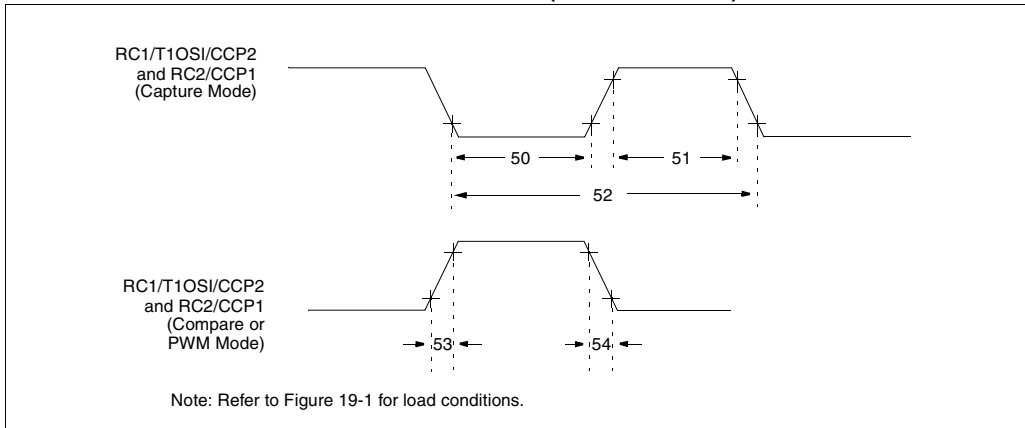 RC1/T1OSI/CCP2
and RC2/CCP1
(Capture Mode)
50
51
52
RC1/T1OSI/CCP2
and RC2/CCP1
(Compare or
PWM Mode)
53
54
Note: Refer to Figure 19-1 for load conditions.